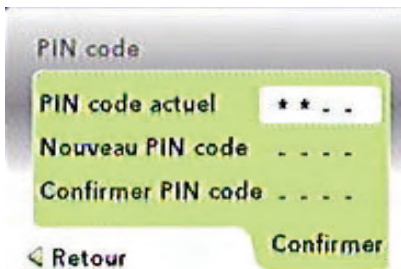 PIN code
PIN code actuel * * - -
Nouveau PIN code - - - -
Confirmer PIN code - - - -
Confirmer
Retour